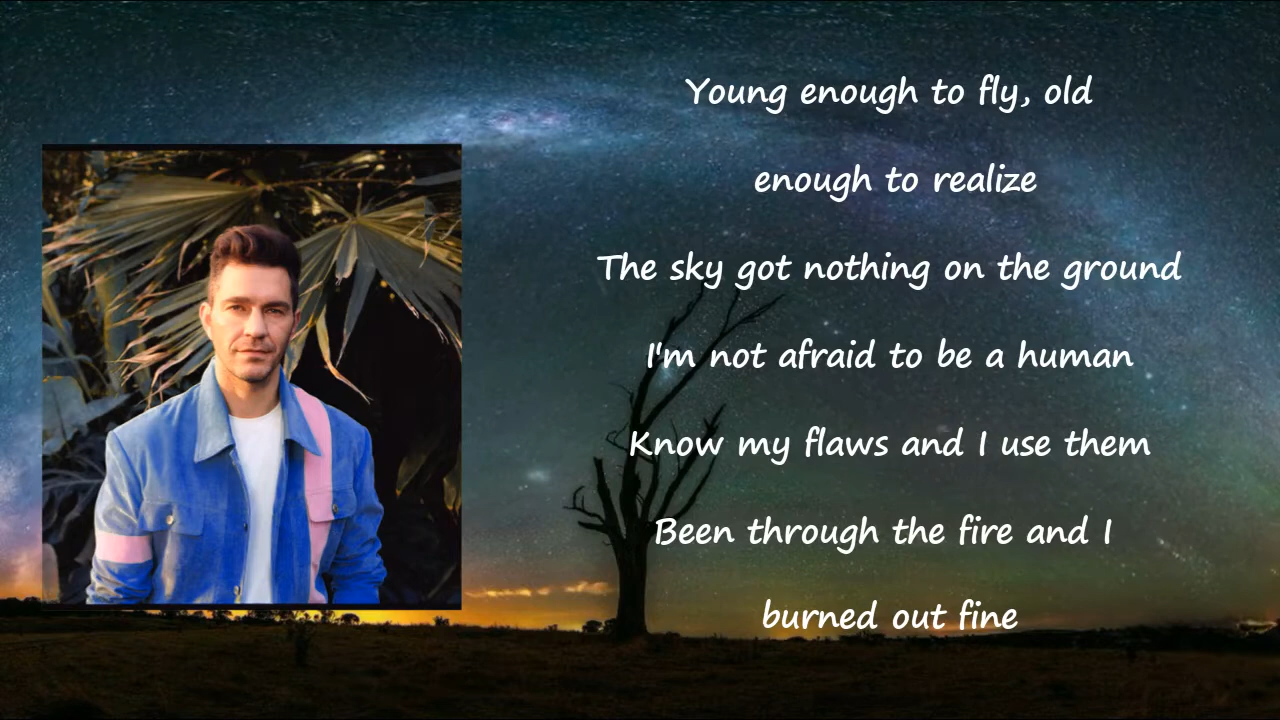 Young enough to fly, old
enough to realize
The sky got nothing on the ground
I'm not afraid to be a human
Know my flaws and I use them
Been through the fire and I
burned out fine